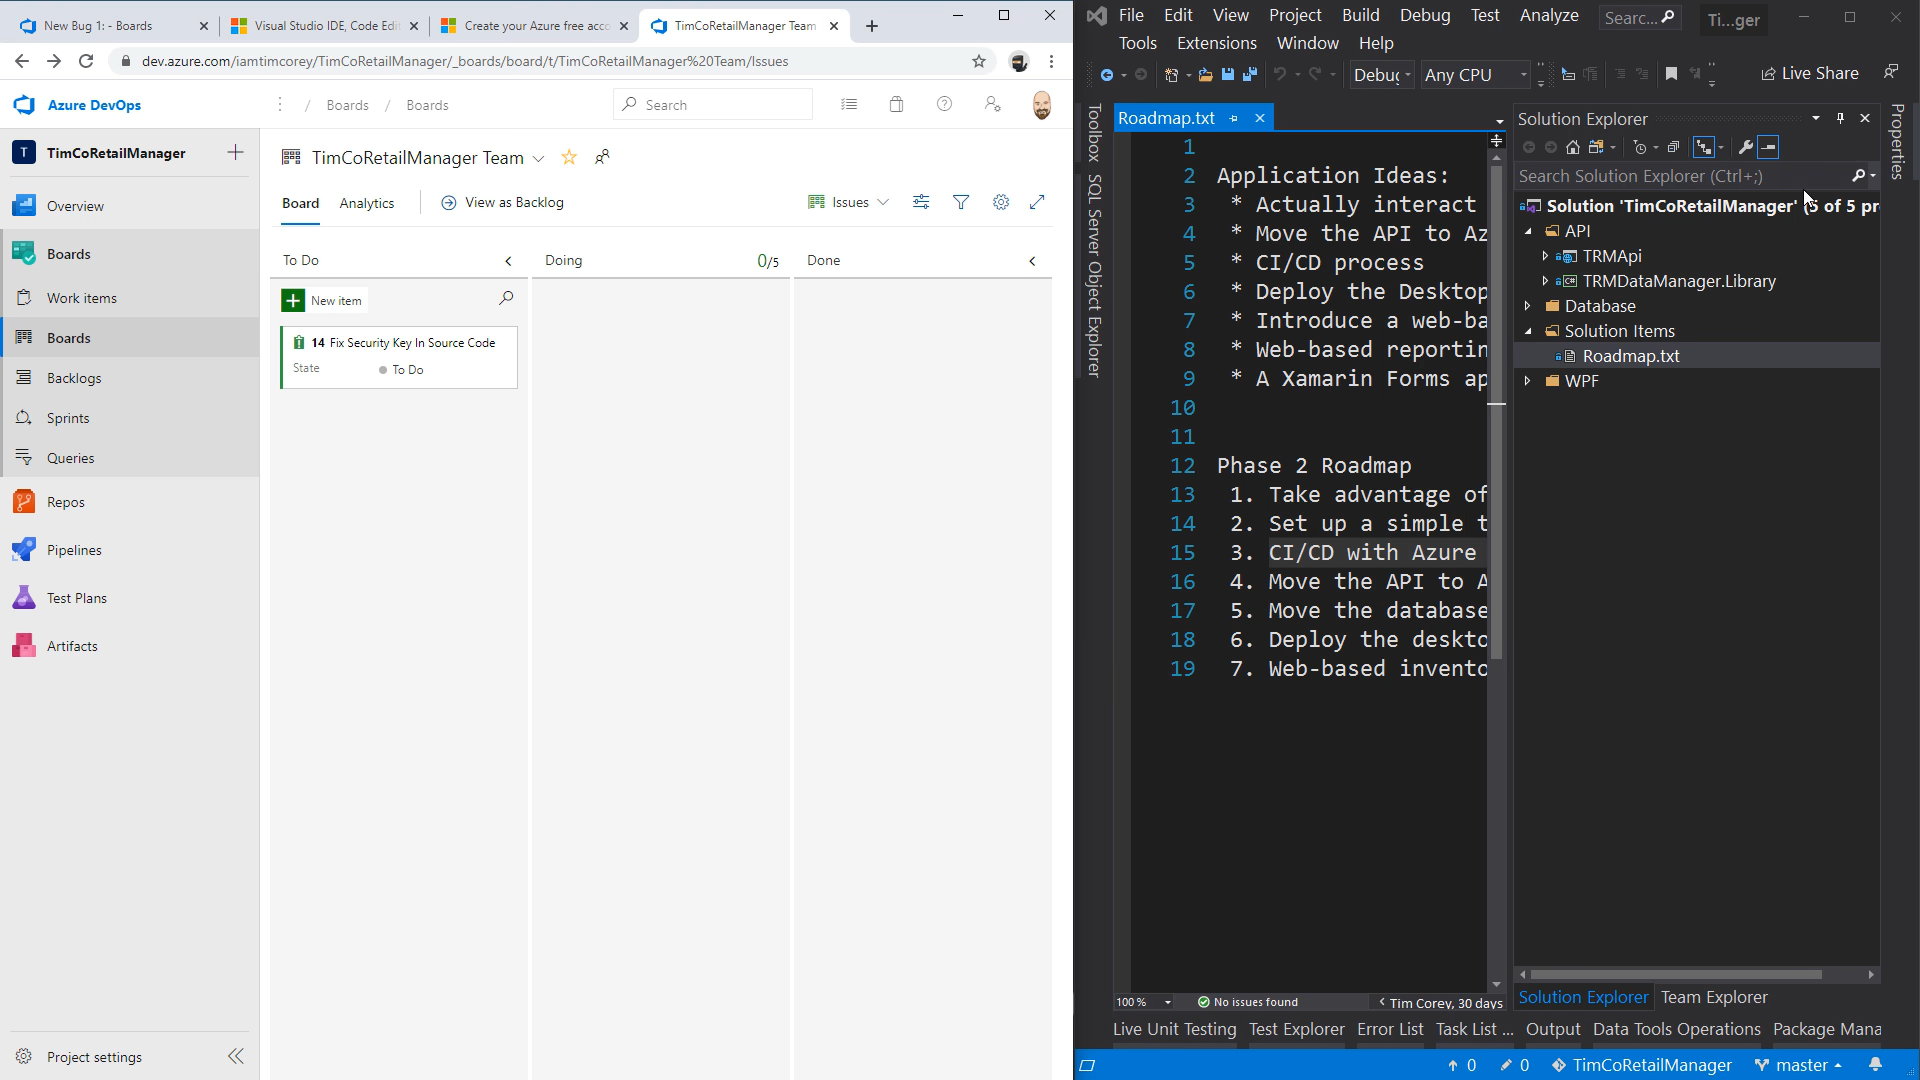 New Bug 1: - Boards
Visual Studio IDE, Code Edit
Create your Azure free acco
TimCoRetailManager Team
dev.azure.com/iamtimcorey/TimCoRetailManager/_boards/board/t/TimCoRetailManager%20Team/Issues
Azure DevOps
/ Boards / Boards
Search
T TimCoRetailManager
Overview
Boards
Work items
Boards
Backlogs
Sprints
Queries
Repos
Pipelines
Test Plans
Artifacts
Project settings
TimCoRetailManager Team
Board Analytics View as Backlog Issues
To Do
Doing 0/5
Done
New item
14 Fix Security Key In Source Code
State To Do
File Edit View Project Build Debug Test Analyze
Searc...
Ti...ger
Tools Extensions Window Help
Debug Any CPU
Live Share
Toolbox
SQL Server Object Explorer
Roadmap.txt
1
2 Application Ideas:
3 * Actually interact
4 * Move the API to Az
5 * CI/CD process
6 * Deploy the Desktop
7 * Introduce a web-ba
8 * Web-based reportin
9 * A Xamarin Forms ap
10
11
12 Phase 2 Roadmap
13 1. Take advantage of
14 2. Set up a simple t
15 3. CI/CD with Azure
16 4. Move the API to A
17 5. Move the database
18 6. Deploy the deskto
19 7. Web-based invento
100 %
No issues found
Tim Corey, 30 days
Solution Explorer
Search Solution Explorer (Ctrl+;)
Solution 'TimCoRetailManager' (5 of 5 pr
API
TRMApi
TRMDataManager.Library
Database
Solution Items
Roadmap.txt
WPF
Properties
Solution Explorer Team Explorer
Live Unit Testing Test Explorer Error List Task List ... Output Data Tools Operations Package Mana
0 0 TimCoRetailManager master